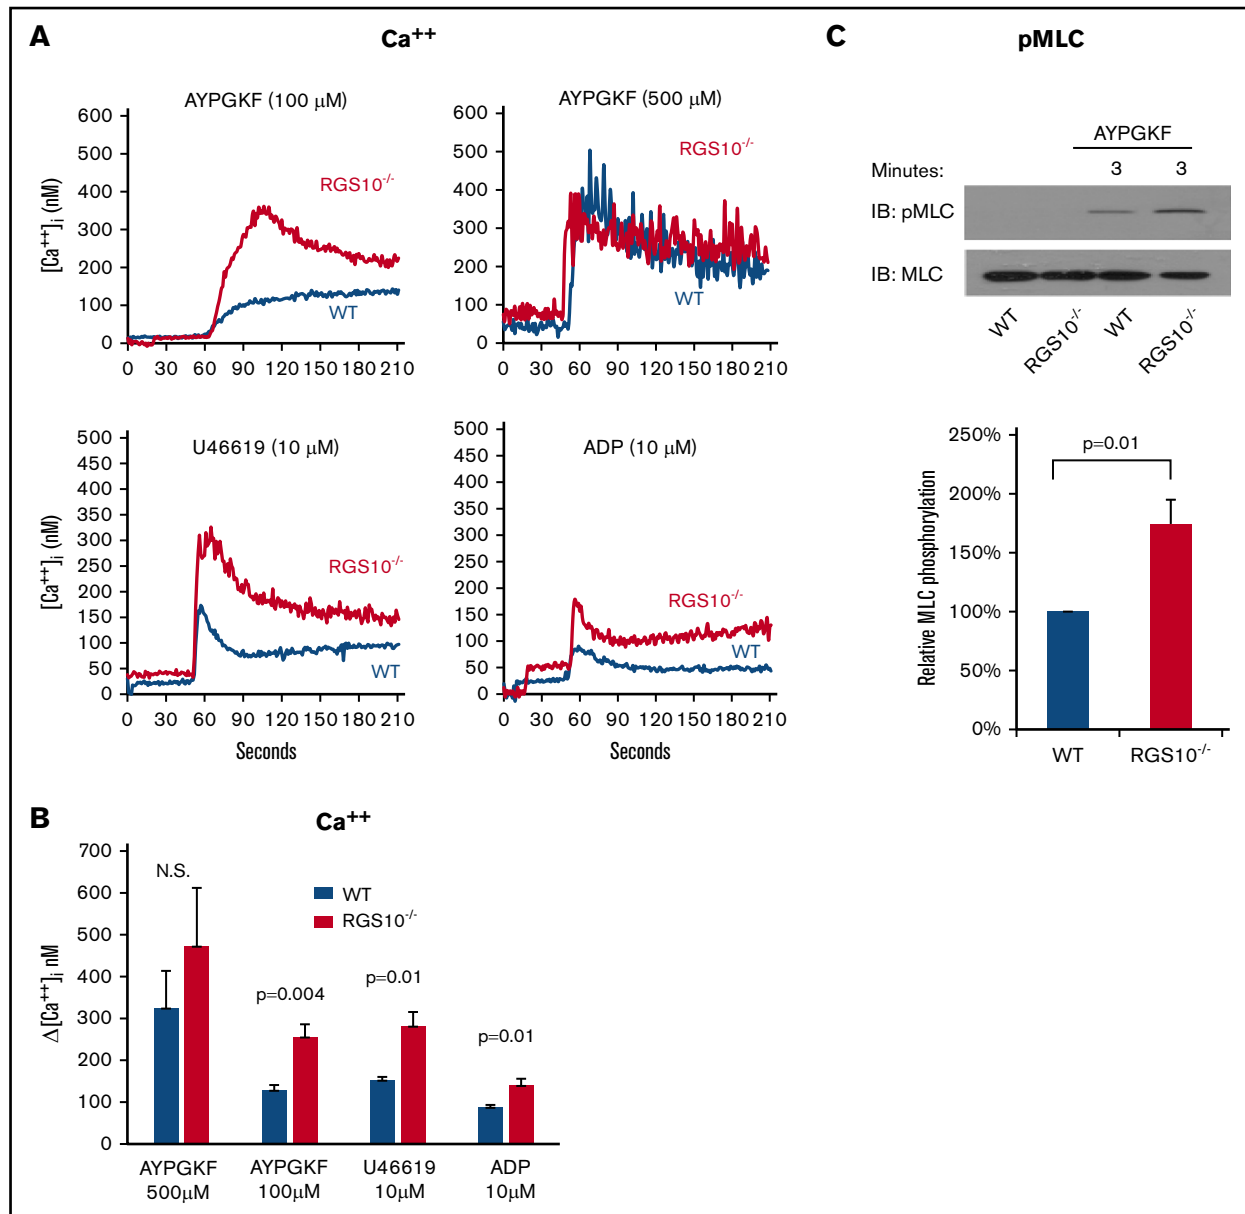 A
Ca++
AYPGKF (100 µM)
600
500
400
300
200
100
0
[Ca++]i (nM)
RGS10-/-
WT
0 30 60 90 120 150 180 210
AYPGKF (500 µM)
600
500
400
300
200
100
0
RGS10-/-
WT
0 30 60 90 120 150 180 210
U46619 (10 µM)
500
450
400
350
300
250
200
150
100
50
0
[Ca++]i (nM)
RGS10-/-
WT
0 30 60 90 120 150 180 210
Seconds
ADP (10 µM)
500
450
400
350
300
250
200
150
100
50
0
RGS10-/-
WT
0 30 60 90 120 150 180 210
Seconds
B
Ca++
700
600
500
400
300
200
100
0
Δ[Ca++]i nM
N.S.
WT
RGS10-/-
p=0.004
p=0.01
p=0.01
AYPGKF
500µM
AYPGKF
100µM
U46619
10µM
ADP
10µM
C
pMLC
AYPGKF
Minutes: 3 3
IB: pMLC
IB: MLC
WT RGS10-/- WT RGS10-/-
250%
200%
150%
100%
50%
0%
Relative MLC phosphorylation
p=0.01
WT RGS10-/-